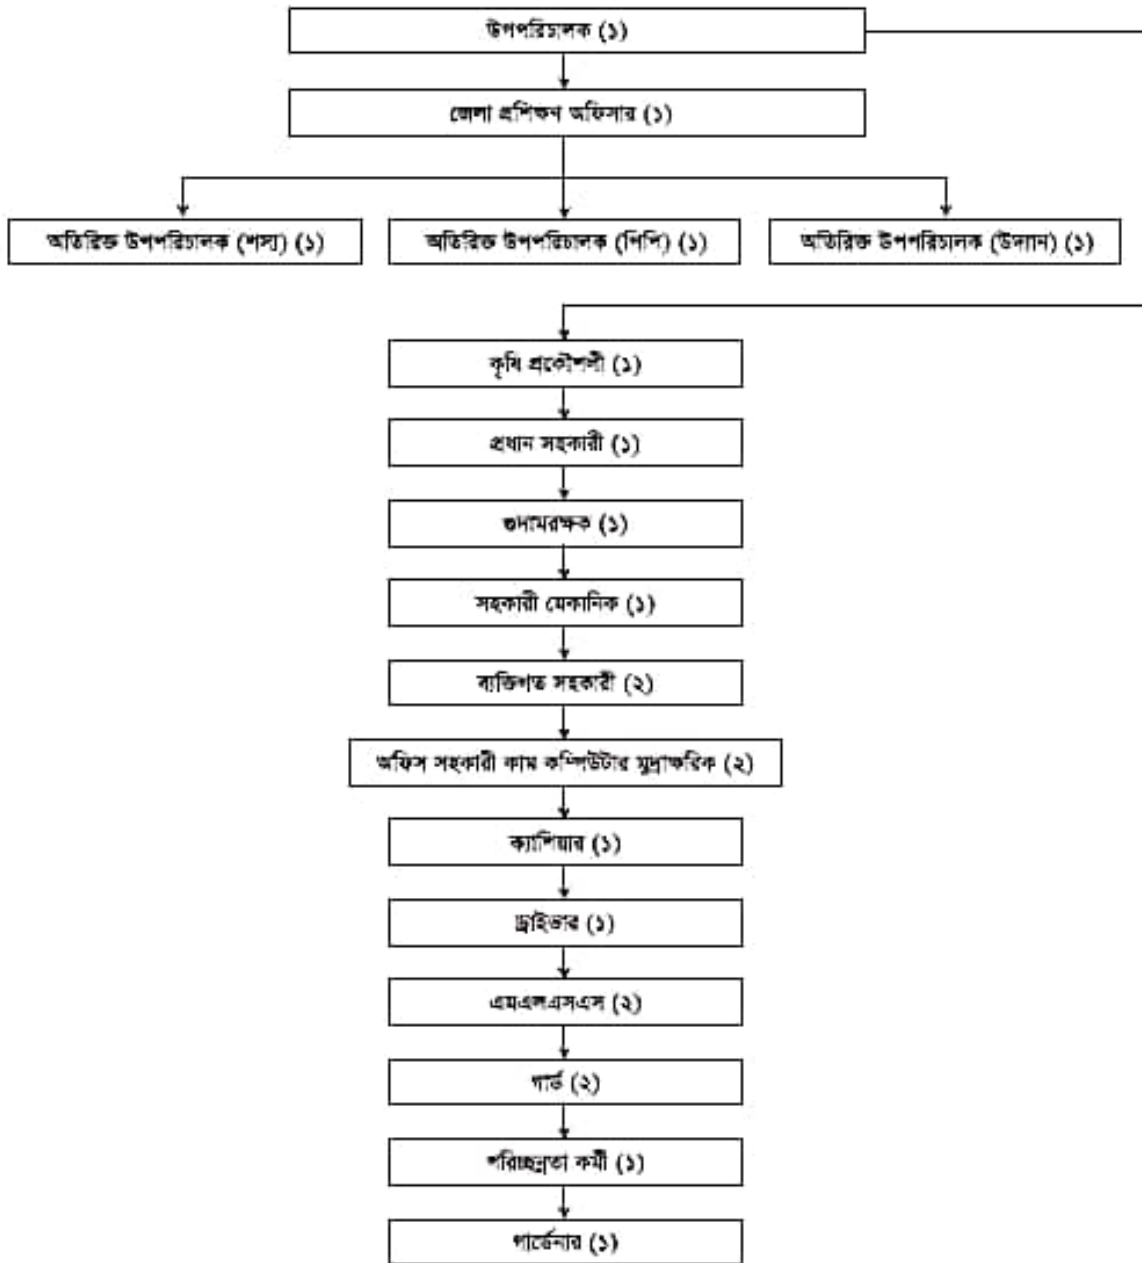 উপপরিচালক (১)
জেলা প্রশিক্ষণ অফিসার (১)
অতিরিক্ত উপপরিচালক (শস্য) (১)
অতিরিক্ত উপপরিচালক (পিপি) (১)
অতিরিক্ত উপপরিচালক (উদ্যান) (১)
কৃষি প্রকৌশলী (১)
প্রধান সহকারী (১)
গুদামরক্ষক (১)
সহকারী মেকানিক (১)
ব্যক্তিগত সহকারী (২)
অফিস সহকারী কাম কম্পিউটার মুদ্রাক্ষরিক (২)
ক্যাশিয়ার (১)
ড্রাইভার (১)
এমএলএসএস (২)
গার্ড (২)
পরিচ্ছন্নতা কর্মী (১)
গার্ডেনার (১)